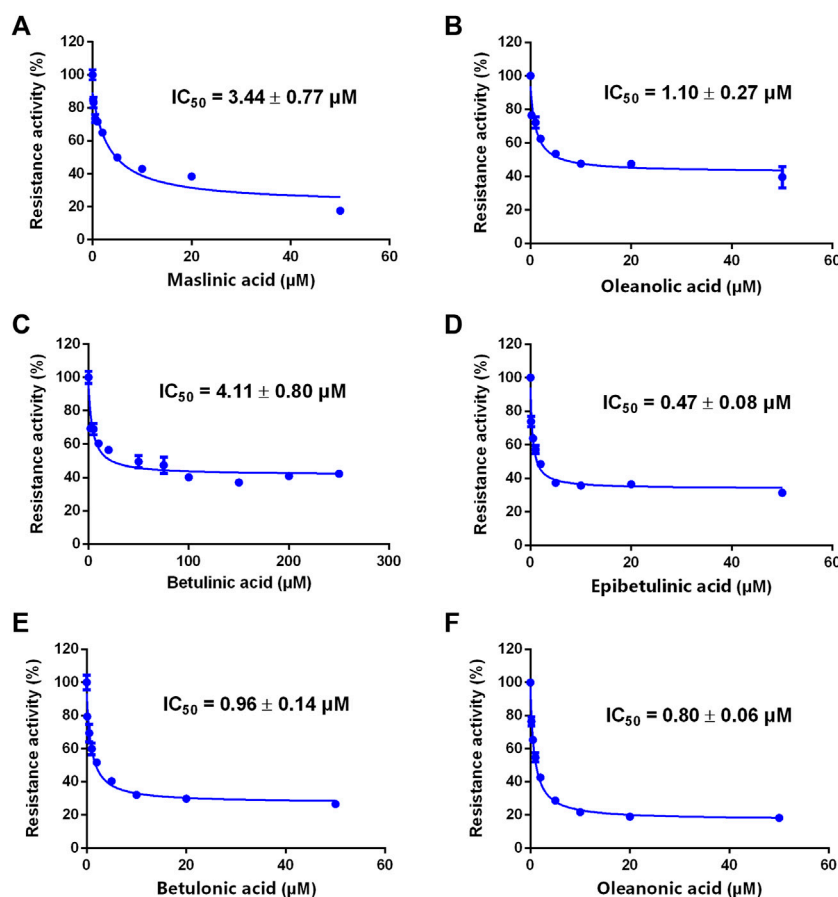 A
Resistance activity (%)
120
100
80
60
40
20
0
IC50 = 3.44 ± 0.77 µM
0 20 40 60
Maslinic acid (µM)
B
Resistance activity (%)
120
100
80
60
40
20
0
IC50 = 1.10 ± 0.27 µM
0 20 40 60
Oleanolic acid (µM)
C
Resistance activity (%)
120
100
80
60
40
20
0
IC50 = 4.11 ± 0.80 µM
0 100 200 300
Betulinic acid (µM)
D
Resistance activity (%)
120
100
80
60
40
20
0
IC50 = 0.47 ± 0.08 µM
0 20 40 60
Epibetulinic acid (µM)
E
Resistance activity (%)
120
100
80
60
40
20
0
IC50 = 0.96 ± 0.14 µM
0 20 40 60
Betulonic acid (µM)
F
Resistance activity (%)
120
100
80
60
40
20
0
IC50 = 0.80 ± 0.06 µM
0 20 40 60
Oleanonic acid (µM)